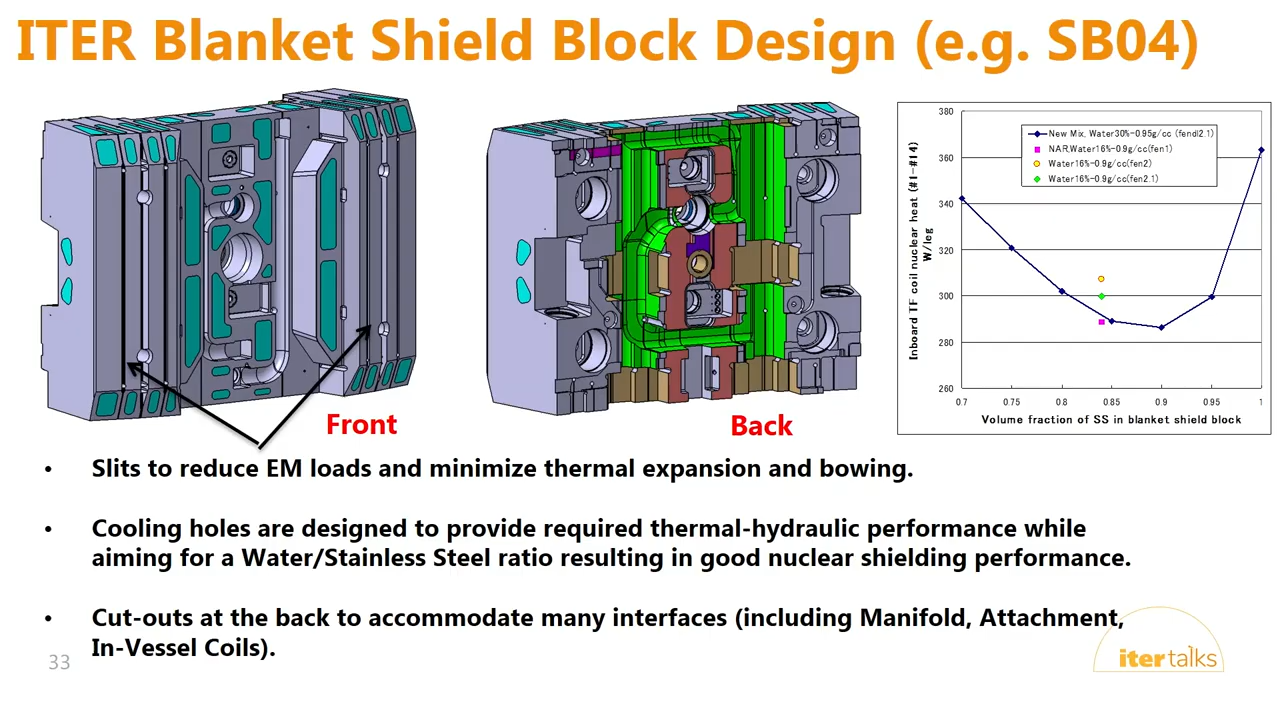 ITER Blanket Shield Block Design (e.g. SB04)
Front
Back
380
360
340
320
300
280
260
0.7 0.75 0.8 0.85 0.9 0.95 1
Inboard TF coil nuclear heat (#1-#14)
W/leg
Volume fraction of SS in blanket shield block
New Mix, Water30%-0.95g/cc (fendl2.1)
NAR,Water16%-0.9g/cc(fen1)
Water16%-0.9g/cc(fen2)
Water16%-0.9g/cc(fen2.1)
• Slits to reduce EM loads and minimize thermal expansion and bowing.
• Cooling holes are designed to provide required thermal-hydraulic performance while
aiming for a Water/Stainless Steel ratio resulting in good nuclear shielding performance.
• Cut-outs at the back to accommodate many interfaces (including Manifold, Attachment,
In-Vessel Coils).
33
iter talks